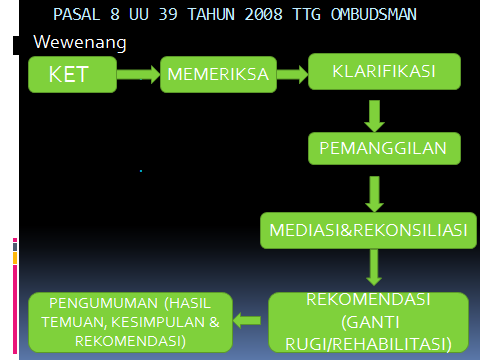 PASAL 8 UU 39 TAHUN 2008 TTG OMBUDSMAN
Wewenang
KET
MEMERIKSA
KLARIFIKASI
PEMANGGILAN
MEDIASI&REKONSILIASI
REKOMENDASI
(GANTI
RUGI/REHABILITASI)
PENGUMUMAN (HASIL
TEMUAN, KESIMPULAN &
REKOMENDASI)